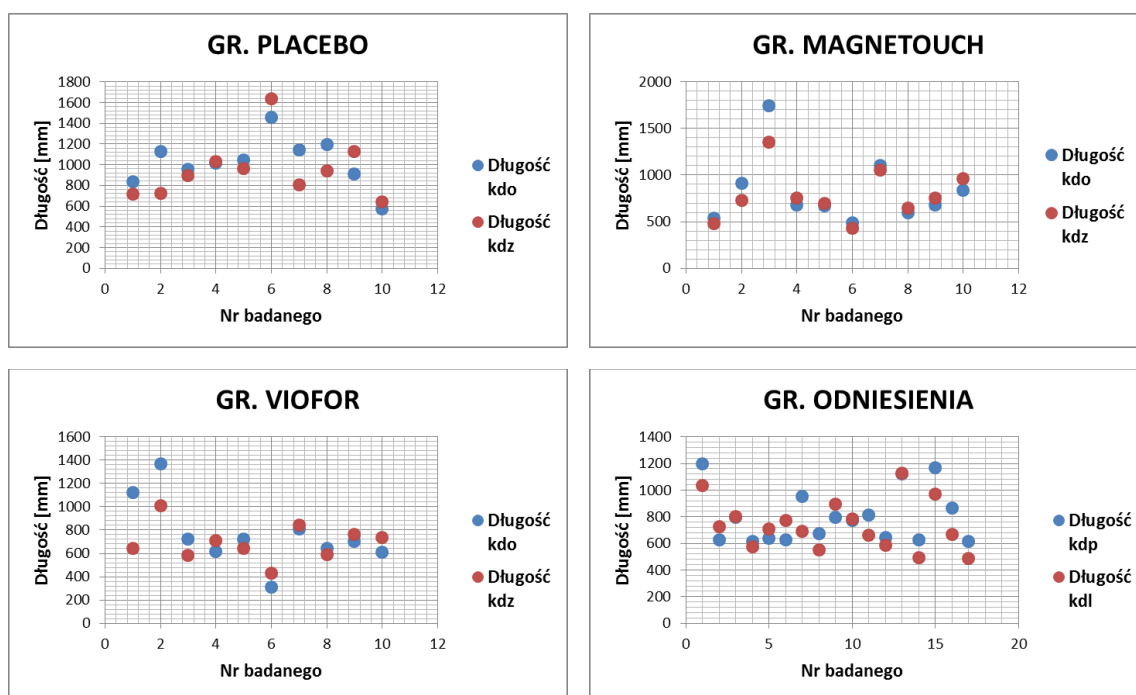 GR. PLACEBO
Długość [mm]
1800
1600
1400
1200
1000
800
600
400
200
0
0 2 4 6 8 10 12
Nr badanego
Długość
kdo
Długość
kdz
GR. MAGNETOUCH
Długość [mm]
2000
1500
1000
500
0
0 2 4 6 8 10 12
Nr badanego
Długość
kdo
Długość
kdz
GR. VIOFOR
Długość [mm]
1600
1400
1200
1000
800
600
400
200
0
0 2 4 6 8 10 12
Nr badanego
Długość
kdo
Długość
kdz
GR. ODNIESIENIA
Długość [mm]
1400
1200
1000
800
600
400
200
0
0 5 10 15 20
Nr badanego
Długość
kdp
Długość
kdl